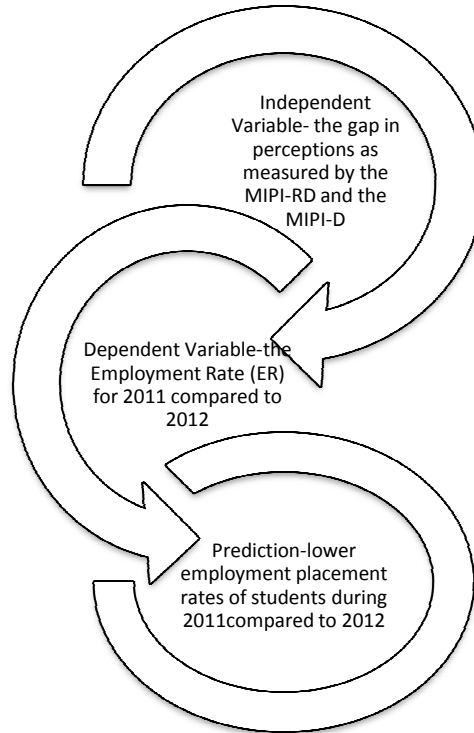 Independent
Variable- the gap in
perceptions as
measured by the
MIPI-RD and the
MIPI-D
Dependent Variable-the
Employment Rate (ER)
for 2011 compared to
2012
Prediction-lower
employment placement
rates of students during
2011compared to 2012